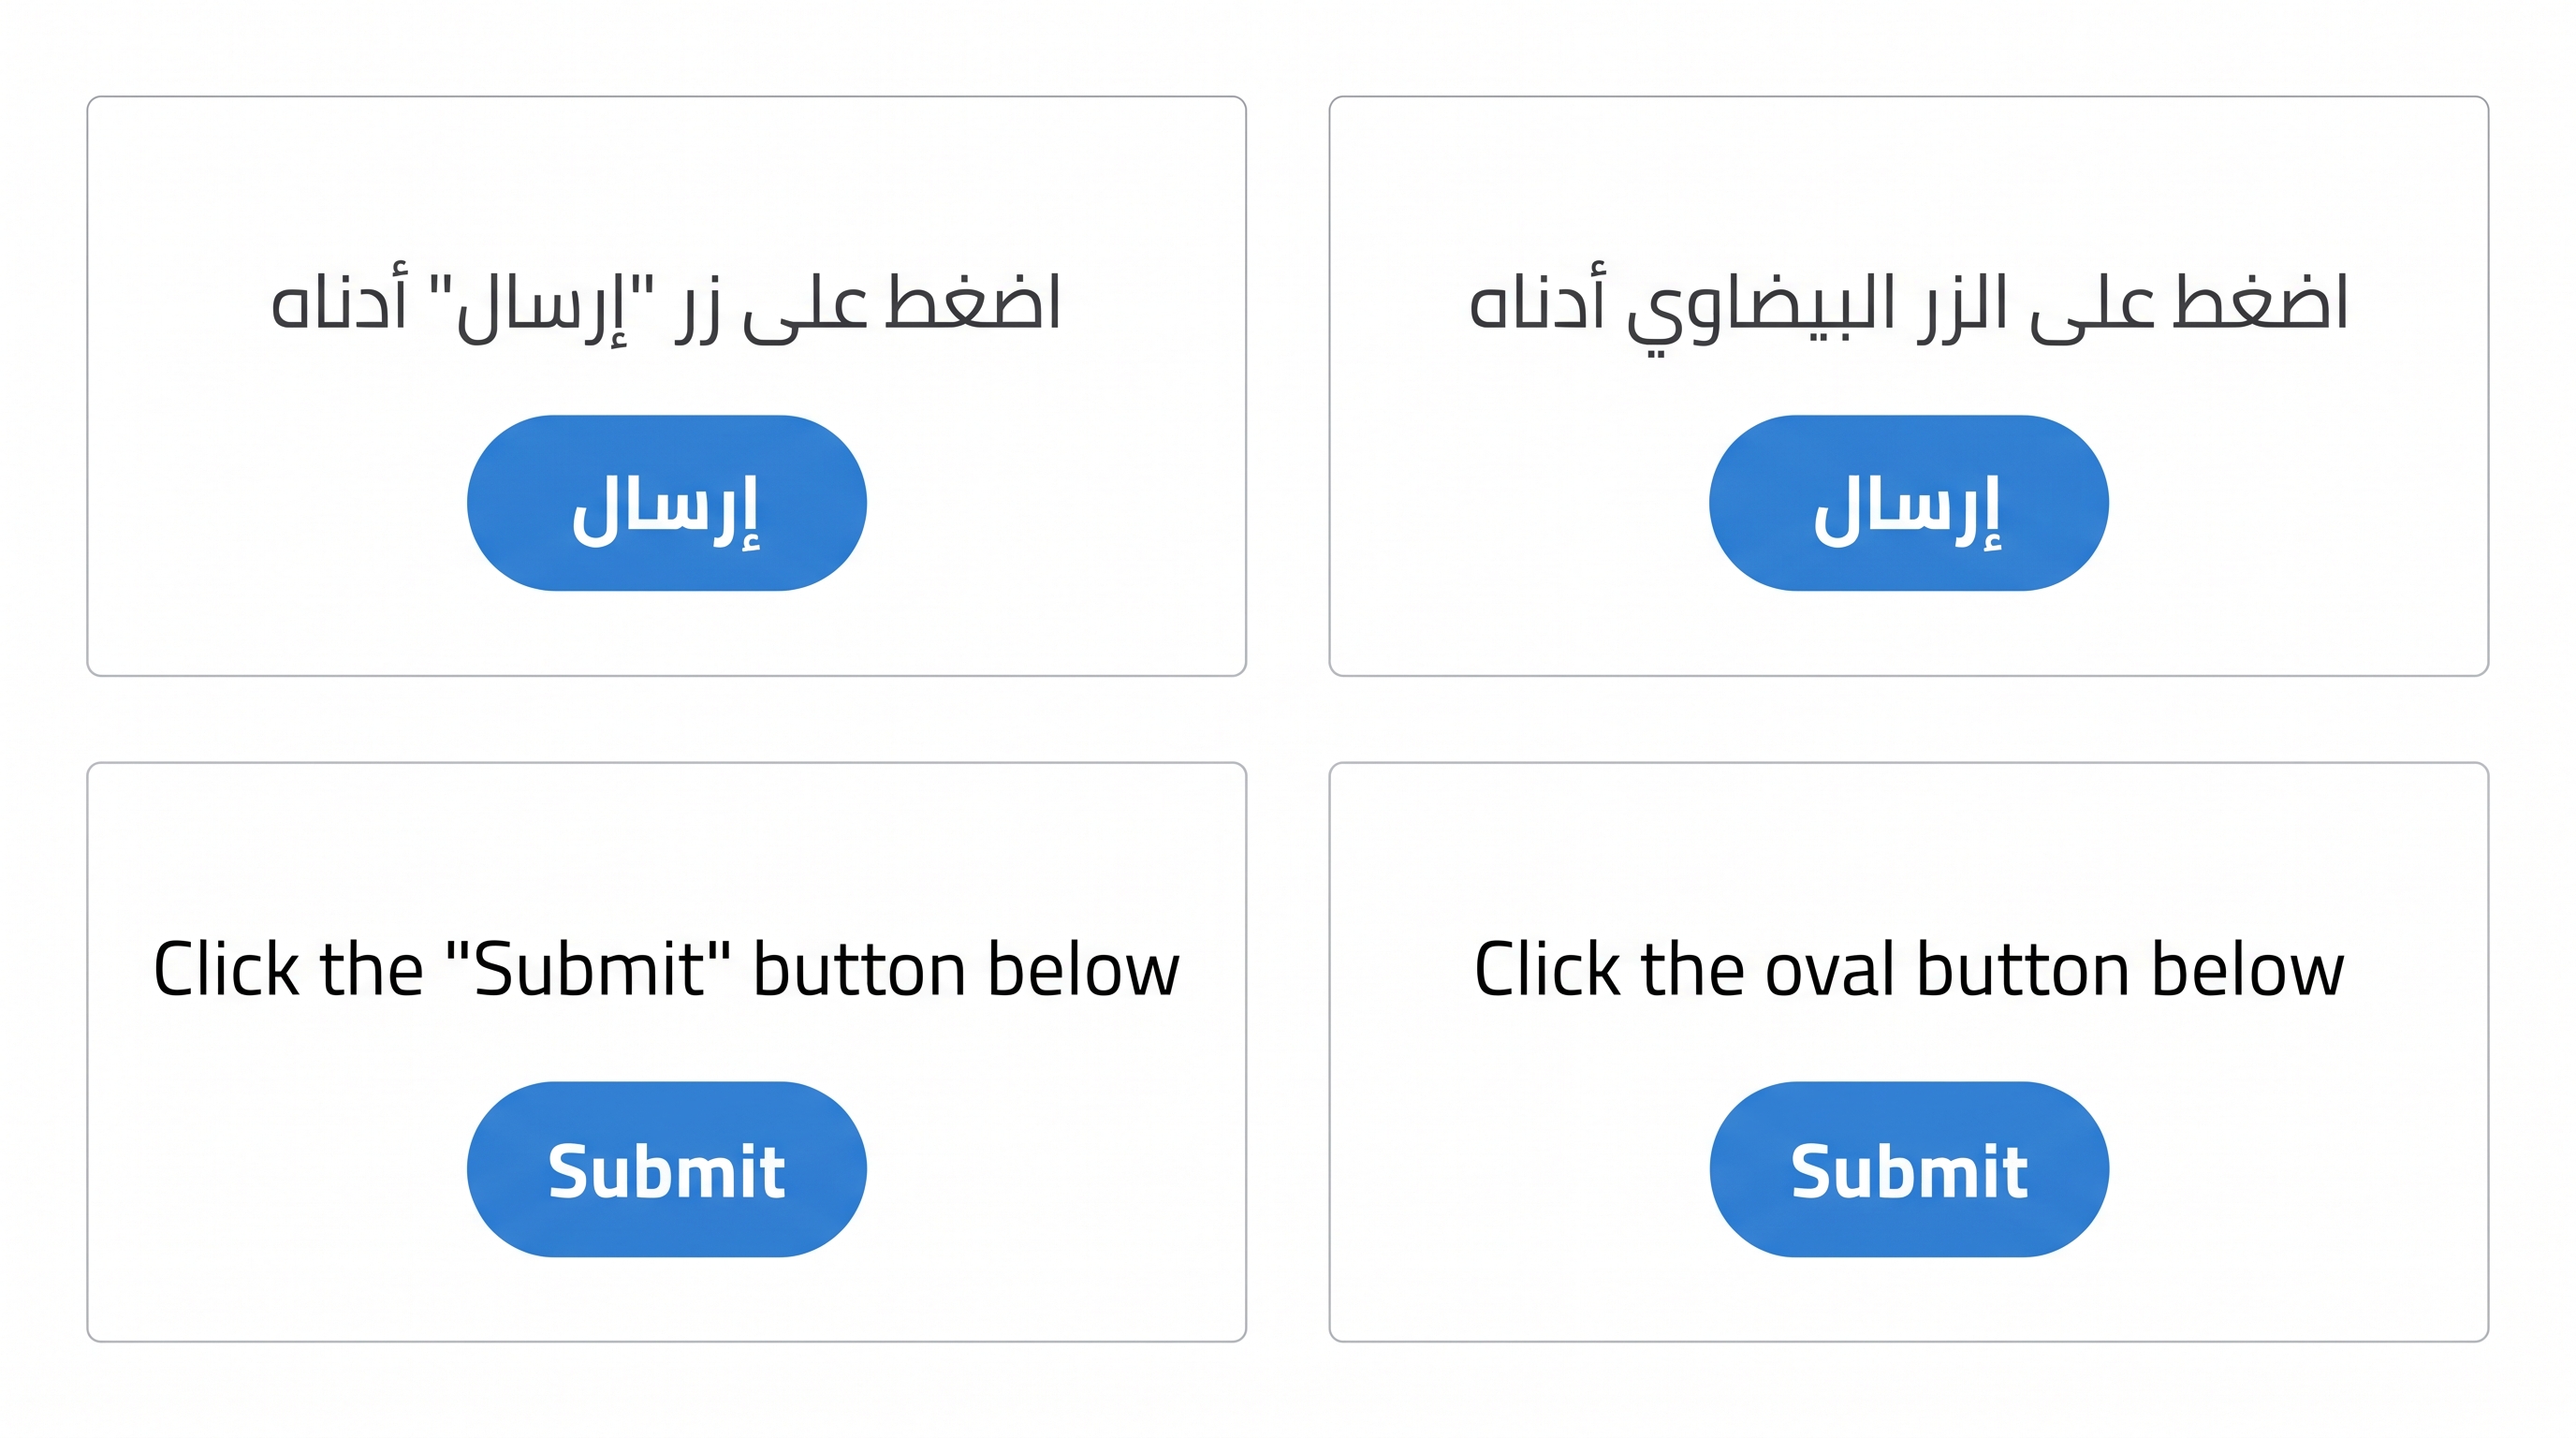 اضغط على زر "إرسال" أدناه
إرسال
اضغط على الزر البيضاوي أدناه
إرسال
Click the "Submit" button below
Submit
Click the oval button below
Submit